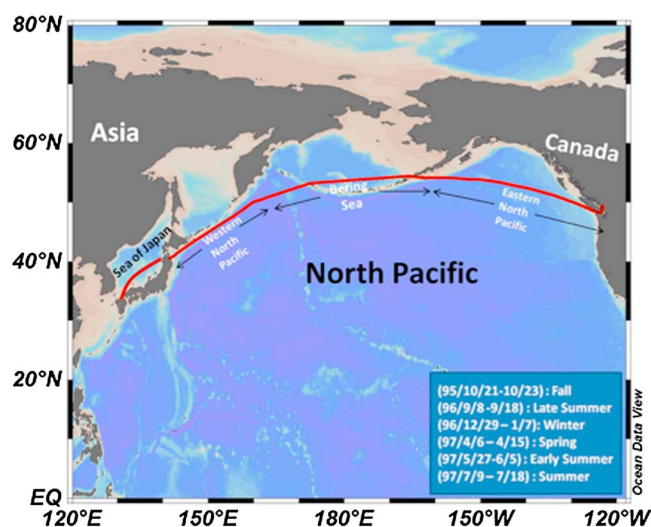 80°N
60°N
40°N
20°N
EQ
120°E
150°E
180°E
150°W
120°W
Asia
Canada
Sea of Japan
Western
North
Pacific
Bering
Sea
Eastern
North
Pacific
North Pacific
(95/10/21-10/23) : Fall
(96/9/8 -9/18) : Late Summer
(96/12/29 – 1/7): Winter
(97/4/6 – 4/15) : Spring
(97/5/27-6/5) : Early Summer
(97/7/9 – 7/18) : Summer
Ocean Data View